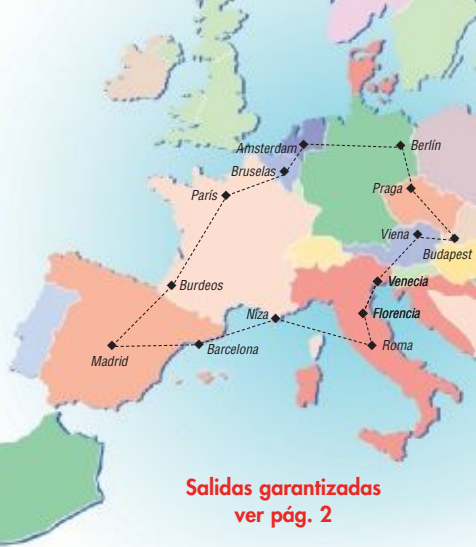 Amsterdam
Berlín
Bruselas
Praga
París
Viena
Budapest
Venecia
Burdeos
Florencia
Niza
Roma
Barcelona
Madrid
Salidas garantizadas
ver pág. 2